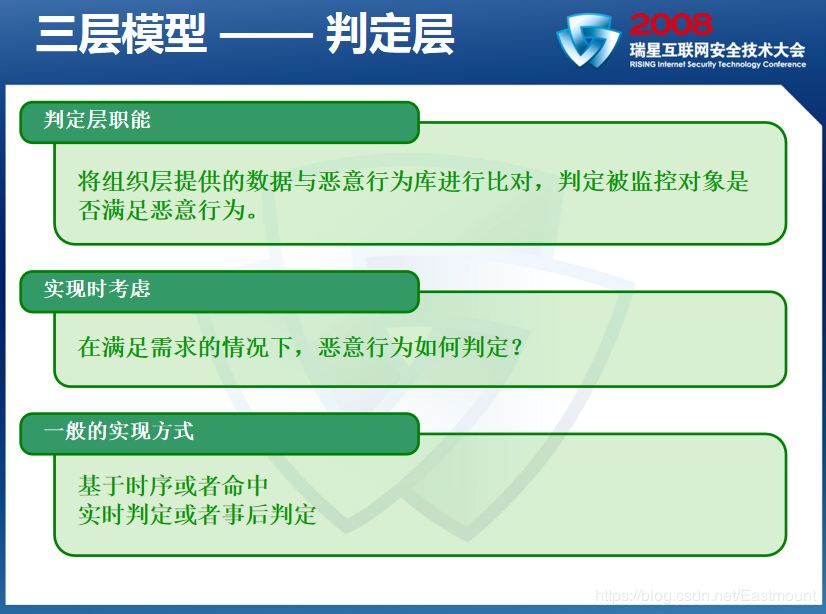 三层模型 —— 判定层
2008
瑞星互联网安全技术大会
RISING Internet Security Technology Conference
判定层职能
将组织层提供的数据与恶意行为库进行比对，判定被监控对象是
否满足恶意行为。
实现时考虑
在满足需求的情况下，恶意行为如何判定？
一般的实现方式
基于时序或者命中
实时判定或者事后判定
https://blog.csdn.net/Eastmount